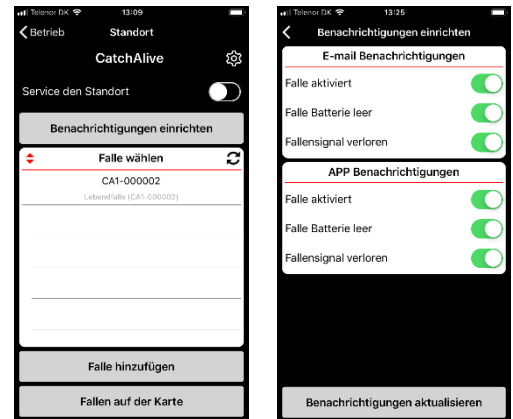 Telenor DK 13:09
Betrieb Standort
CatchAlive
Service den Standort
Benachrichtigungen einrichten
Falle wählen
CA1-000002
Lebendfalle (CA1-000002)
Falle hinzufügen
Fallen auf der Karte
Telenor DK 13:25
Benachrichtigungen einrichten
E-mail Benachrichtigungen
Falle aktiviert
Falle Batterie leer
Fallensignal verloren
APP Benachrichtigungen
Falle aktiviert
Falle Batterie leer
Fallensignal verloren
Benachrichtigungen aktualisieren